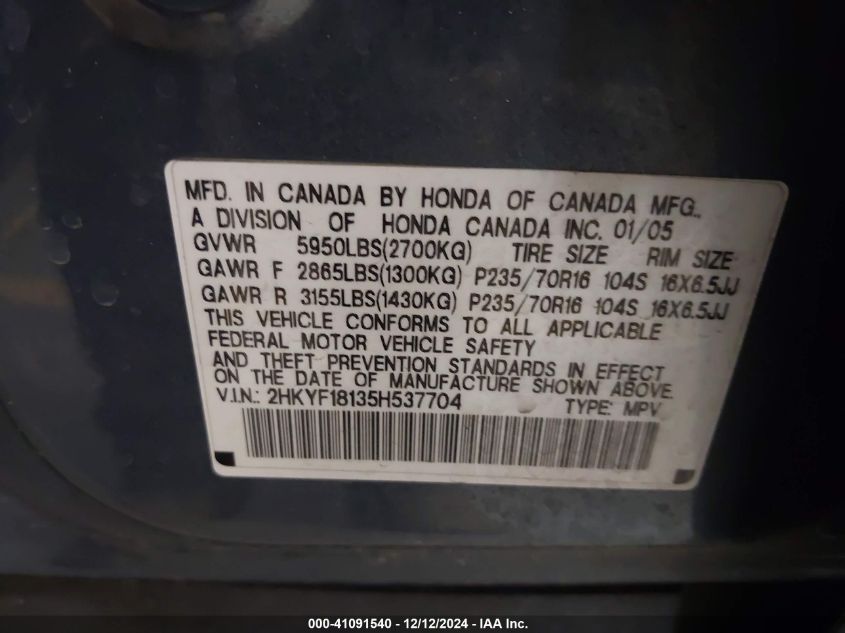 MFD. IN CANADA BY HONDA OF CANADA MFG.,
A DIVISION OF HONDA CANADA INC. 01/05
GVWR 5950LBS(2700KG) TIRE SIZE RIM SIZE
GAWR F 2865LBS(1300KG) P235/70R16 104S 16X6.5JJ
GAWR R 3155LBS(1430KG) P235/70R16 104S 16X6.5JJ
THIS VEHICLE CONFORMS TO ALL APPLICABLE
FEDERAL MOTOR VEHICLE SAFETY
AND THEFT PREVENTION STANDARDS IN EFFECT
ON THE DATE OF MANUFACTURE SHOWN ABOVE.
V.I.N.: 2HKYF18135H537704 TYPE: MPV
000-41091540 - 12/12/2024 - IAA Inc.